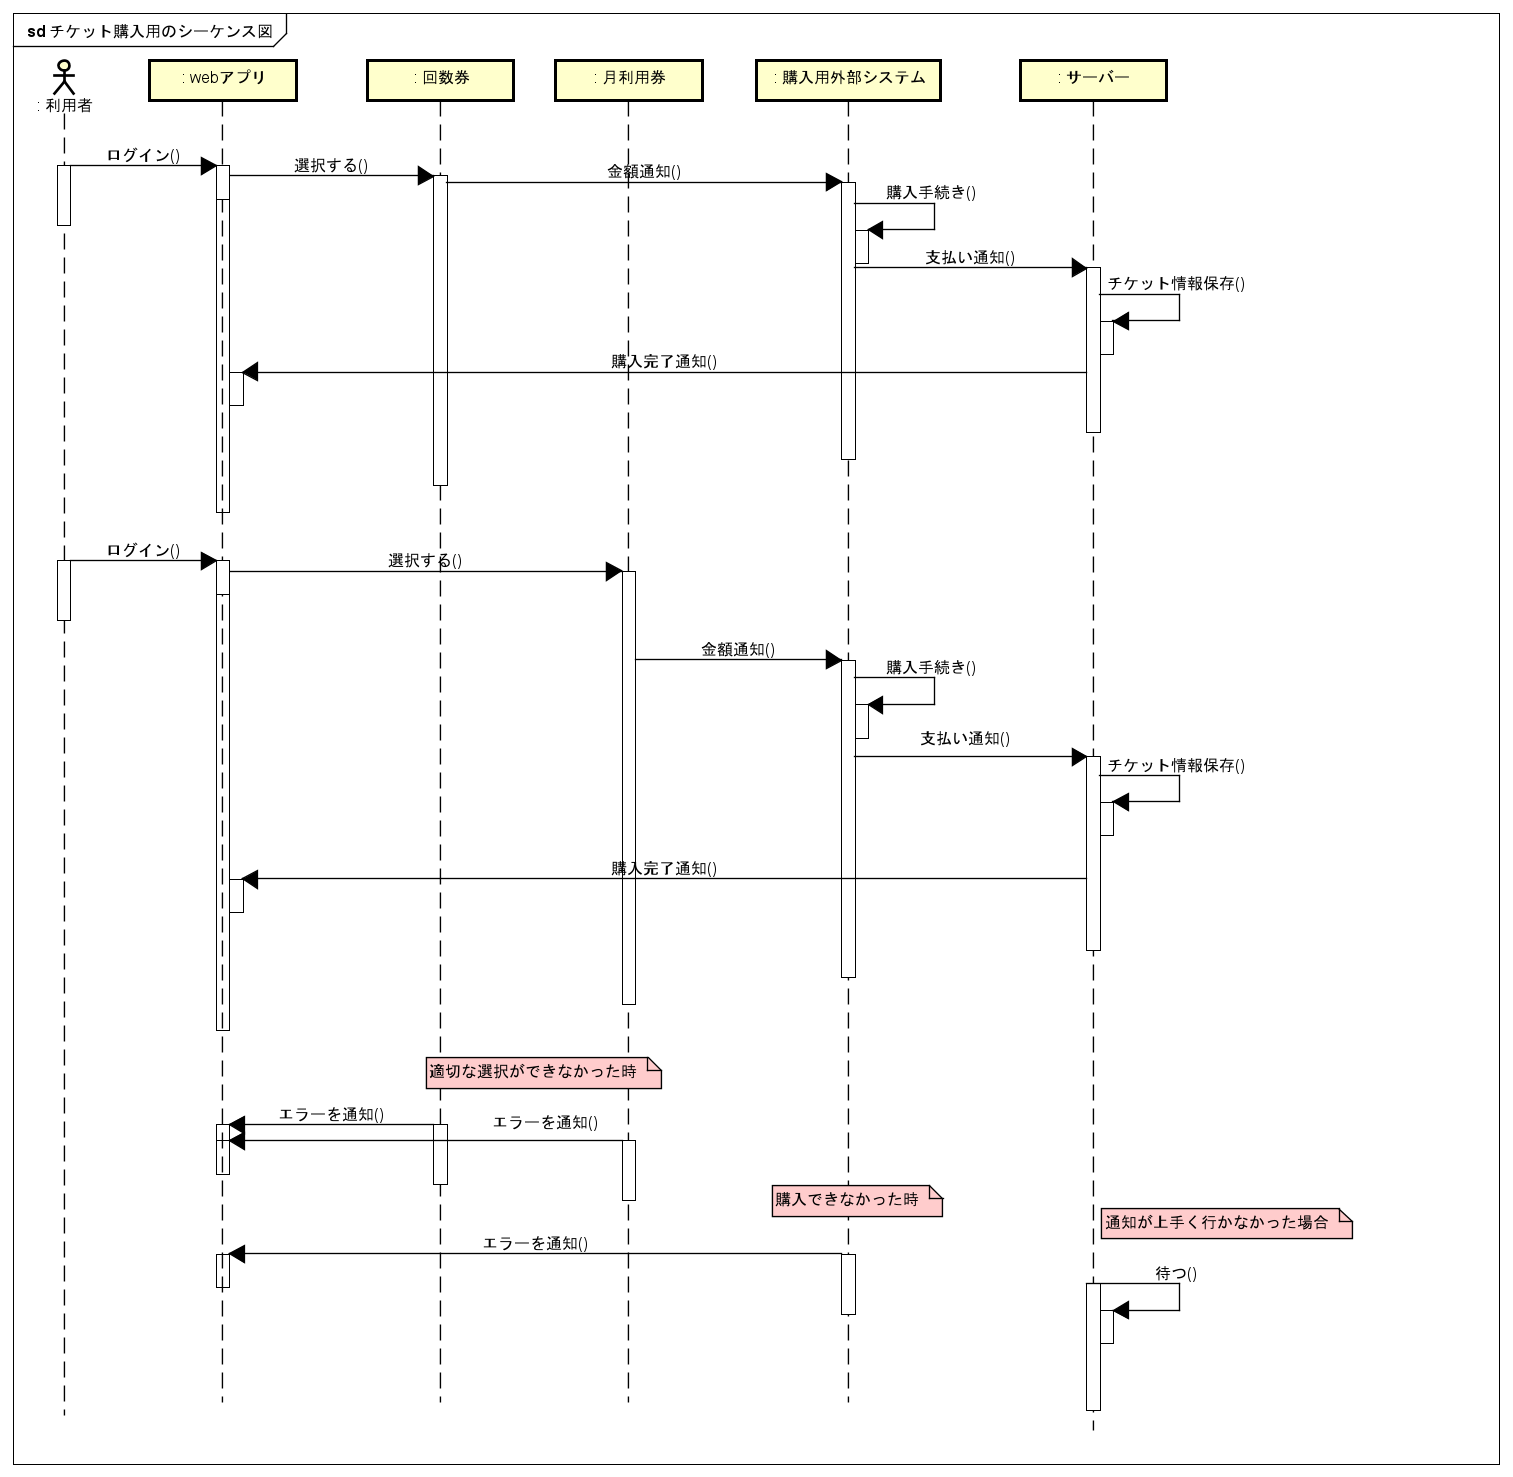 sd チケット購入用のシーケンス図
: 利用者
: webアプリ
: 回数券
: 月利用券
: 購入用外部システム
: サーバー
ログイン()
選択する()
金額通知()
購入手続き()
支払い通知()
チケット情報保存()
購入完了通知()
ログイン()
選択する()
金額通知()
購入手続き()
支払い通知()
チケット情報保存()
購入完了通知()
適切な選択ができなかった時
エラーを通知()
エラーを通知()
購入できなかった時
通知が上手く行かなかった場合
エラーを通知()
待つ()